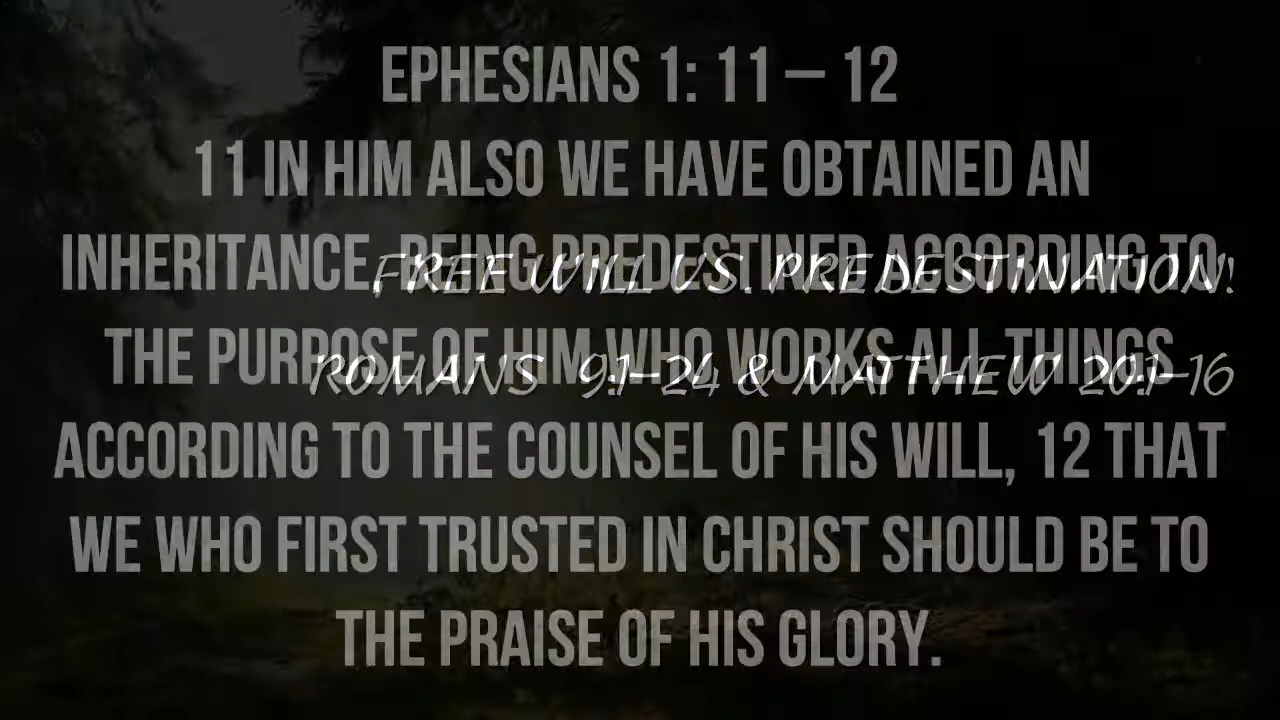 EPHESIANS 1: 11 – 12
11 IN HIM ALSO WE HAVE OBTAINED AN
INHERITANCE, BEING PREDESTINED ACCORDING TO
FREE WILL VS. PREDESTINATION!
THE PURPOSE OF HIM WHO WORKS ALL THINGS
ROMANS 9:1–24 & MATTHEW 20:1–16
ACCORDING TO THE COUNSEL OF HIS WILL, 12 THAT
WE WHO FIRST TRUSTED IN CHRIST SHOULD BE TO
THE PRAISE OF HIS GLORY.